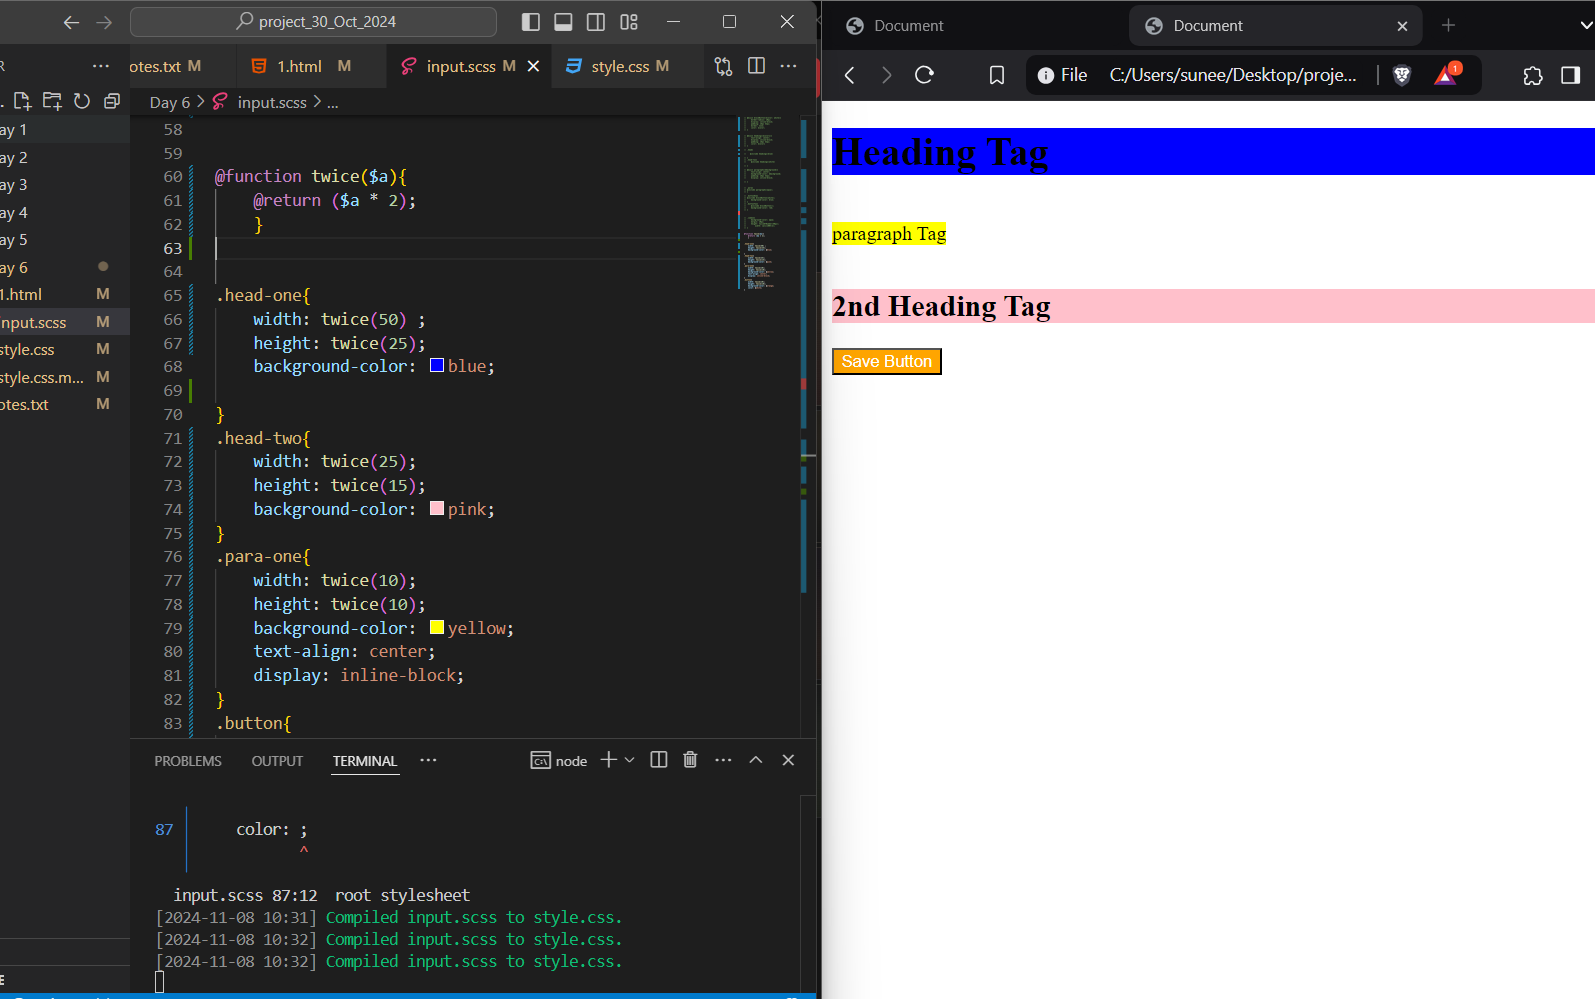 project_30_Oct_2024
R
otes.txt M
1.html M
input.scss M
style.css M
Day 6 > input.scss > ...
ay 1
ay 2
ay 3
ay 4
ay 5
ay 6
1.html M
input.scss M
style.css M
style.css.m... M
otes.txt M
58
59
60 @function twice($a){
61 @return ($a * 2);
62 }
63
64
65 .head-one{
66 width: twice(50) ;
67 height: twice(25);
68 background-color: blue;
69
70 }
71 .head-two{
72 width: twice(25);
73 height: twice(15);
74 background-color: pink;
75 }
76 .para-one{
77 width: twice(10);
78 height: twice(10);
79 background-color: yellow;
80 text-align: center;
81 display: inline-block;
82 }
83 .button{
PROBLEMS OUTPUT TERMINAL ... node
87 color: ;
^
input.scss 87:12 root stylesheet
[2024-11-08 10:31] Compiled input.scss to style.css.
[2024-11-08 10:32] Compiled input.scss to style.css.
[2024-11-08 10:32] Compiled input.scss to style.css.
Document
Document
File C:/Users/sunee/Desktop/proje...
1
Heading Tag
paragraph Tag
2nd Heading Tag
Save Button